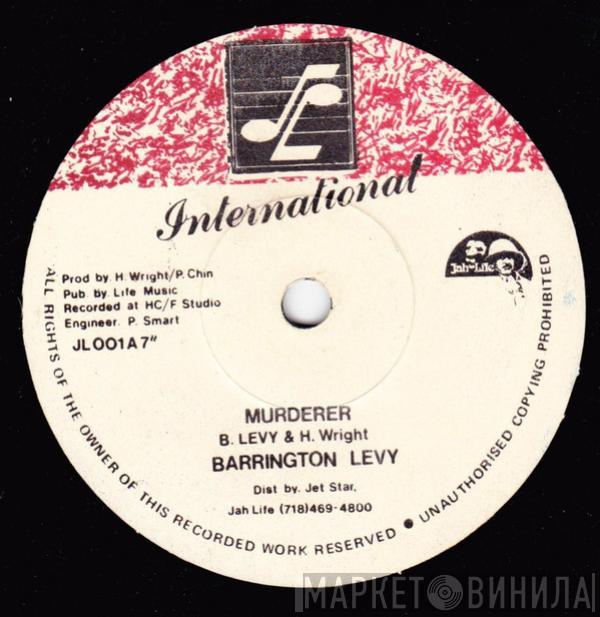 International
Jah Life
Prod by. H. Wright/P. Chin
Pub by. Life Music
Recorded at HC/F Studio
Engineer. P. Smart
JL001A7"
MURDERER
B. LEVY & H. Wright
BARRINGTON LEVY
Dist by. Jet Star,
Jah Life (718)469-4800
ALL RIGHTS OF THE OWNER OF THIS RECORDED WORK RESERVED ● UNAUTHORISED COPYING PROHIBITED
МАРКЕТ ВИНИЛА